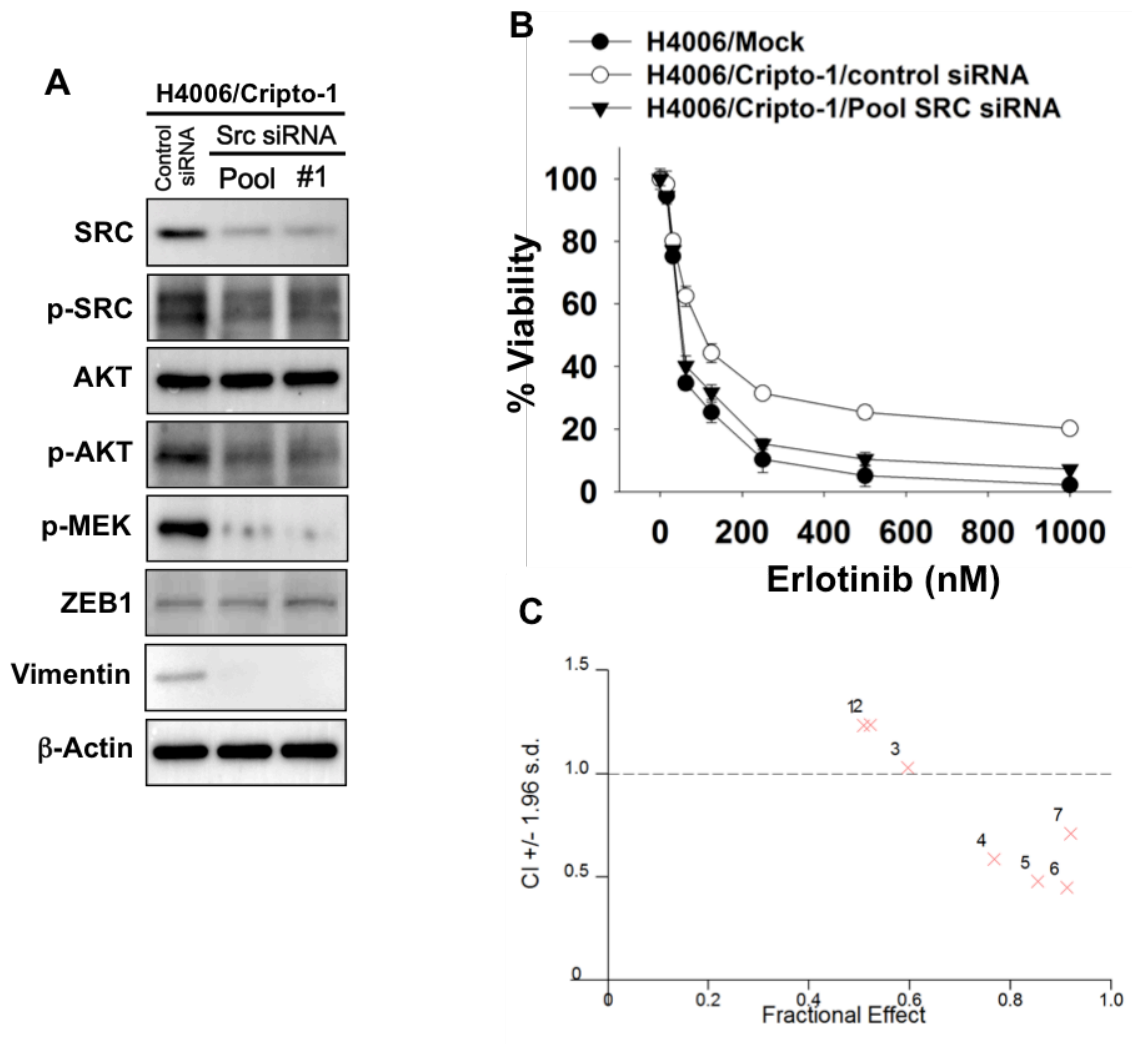 A
H4006/Cripto-1
Control
siRNA
Src siRNA
Pool #1
SRC
p-SRC
AKT
p-AKT
p-MEK
ZEB1
Vimentin
β-Actin
B
H4006/Mock
H4006/Cripto-1/control siRNA
H4006/Cripto-1/Pool SRC siRNA
% Viability
100
80
60
40
20
0
0 200 400 600 800 1000
Erlotinib (nM)
C
CI +/- 1.96 s.d.
1.5
1.0
0.5
0
12
3
4
5
6
7
0 0.2 0.4 0.6 0.8 1.0
Fractional Effect